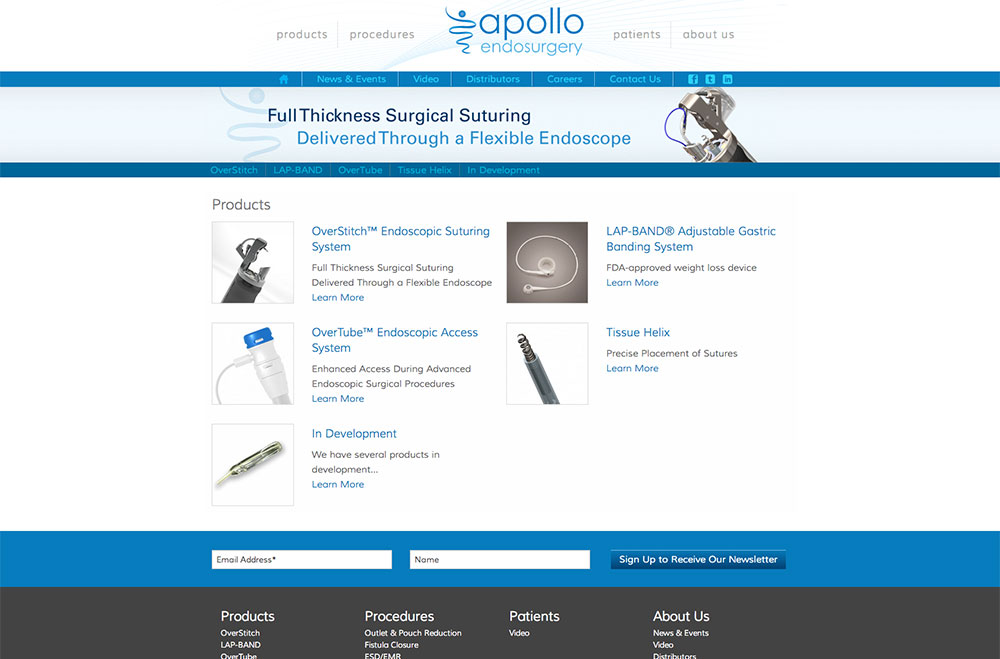 products
procedures
apollo
endosurgery
patients
about us
News & Events
Video
Distributors
Careers
Contact Us
Full Thickness Surgical Suturing
Delivered Through a Flexible Endoscope
OverStitch
LAP-BAND
OverTube
Tissue Helix
In Development
Products
OverStitch™ Endoscopic Suturing
System
Full Thickness Surgical Suturing
Delivered Through a Flexible Endoscope
Learn More
LAP-BAND® Adjustable Gastric
Banding System
FDA-approved weight loss device
Learn More
OverTube™ Endoscopic Access
System
Enhanced Access During Advanced
Endoscopic Surgical Procedures
Learn More
Tissue Helix
Precise Placement of Sutures
Learn More
In Development
We have several products in
development...
Learn More
Email Address*
Name
Sign Up to Receive Our Newsletter
Products
OverStitch
LAP-BAND
OverTube
Procedures
Outlet & Pouch Reduction
Fistula Closure
ESD/EMR
Patients
Video
About Us
News & Events
Video
Distributors